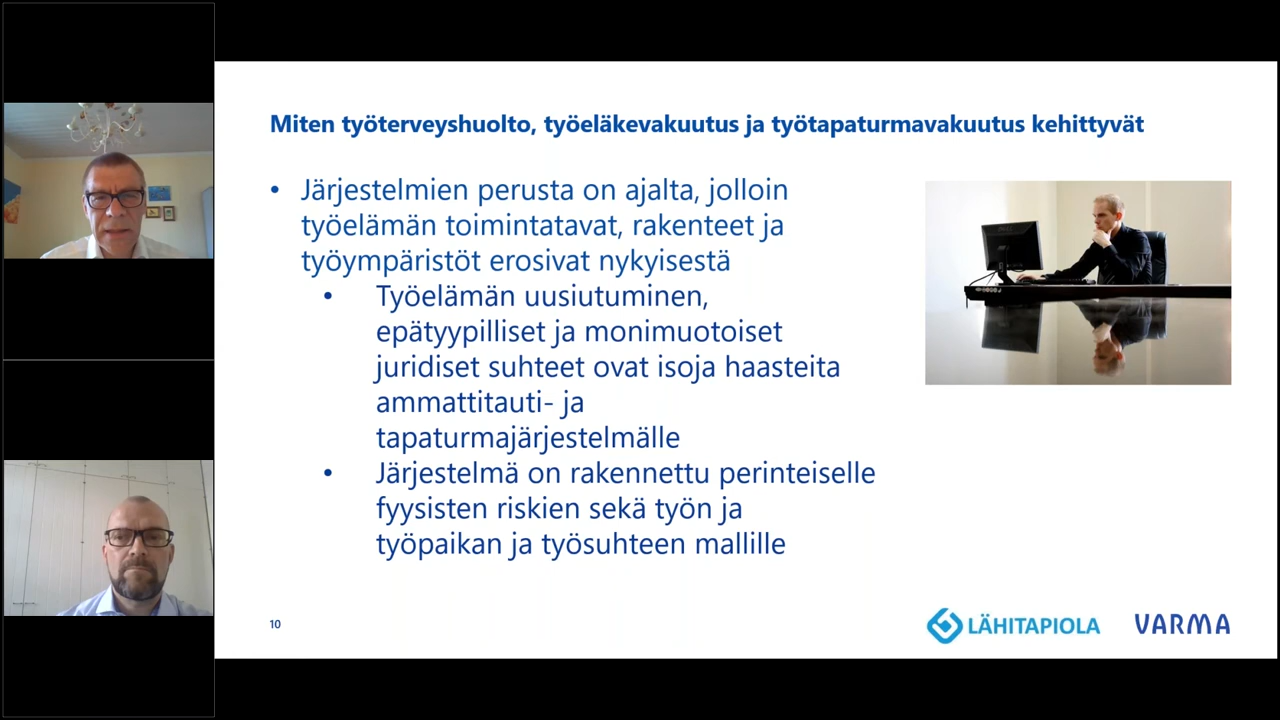 Miten työterveyshuolto, työeläkevakuutus ja työtapaturmavakuutus kehittyvät
• Järjestelmien perusta on ajalta, jolloin
työelämän toimintatavat, rakenteet ja
työympäristöt erosivat nykyisestä
• Työelämän uusiutuminen,
epätyypilliset ja monimuotoiset
juridiset suhteet ovat isoja haasteita
ammattitauti- ja
tapaturmajärjestelmälle
• Järjestelmä on rakennettu perinteiselle
fyysisten riskien sekä työn ja
työpaikan ja työsuhteen mallille
10
LÄHITAPIOLA
VARMA